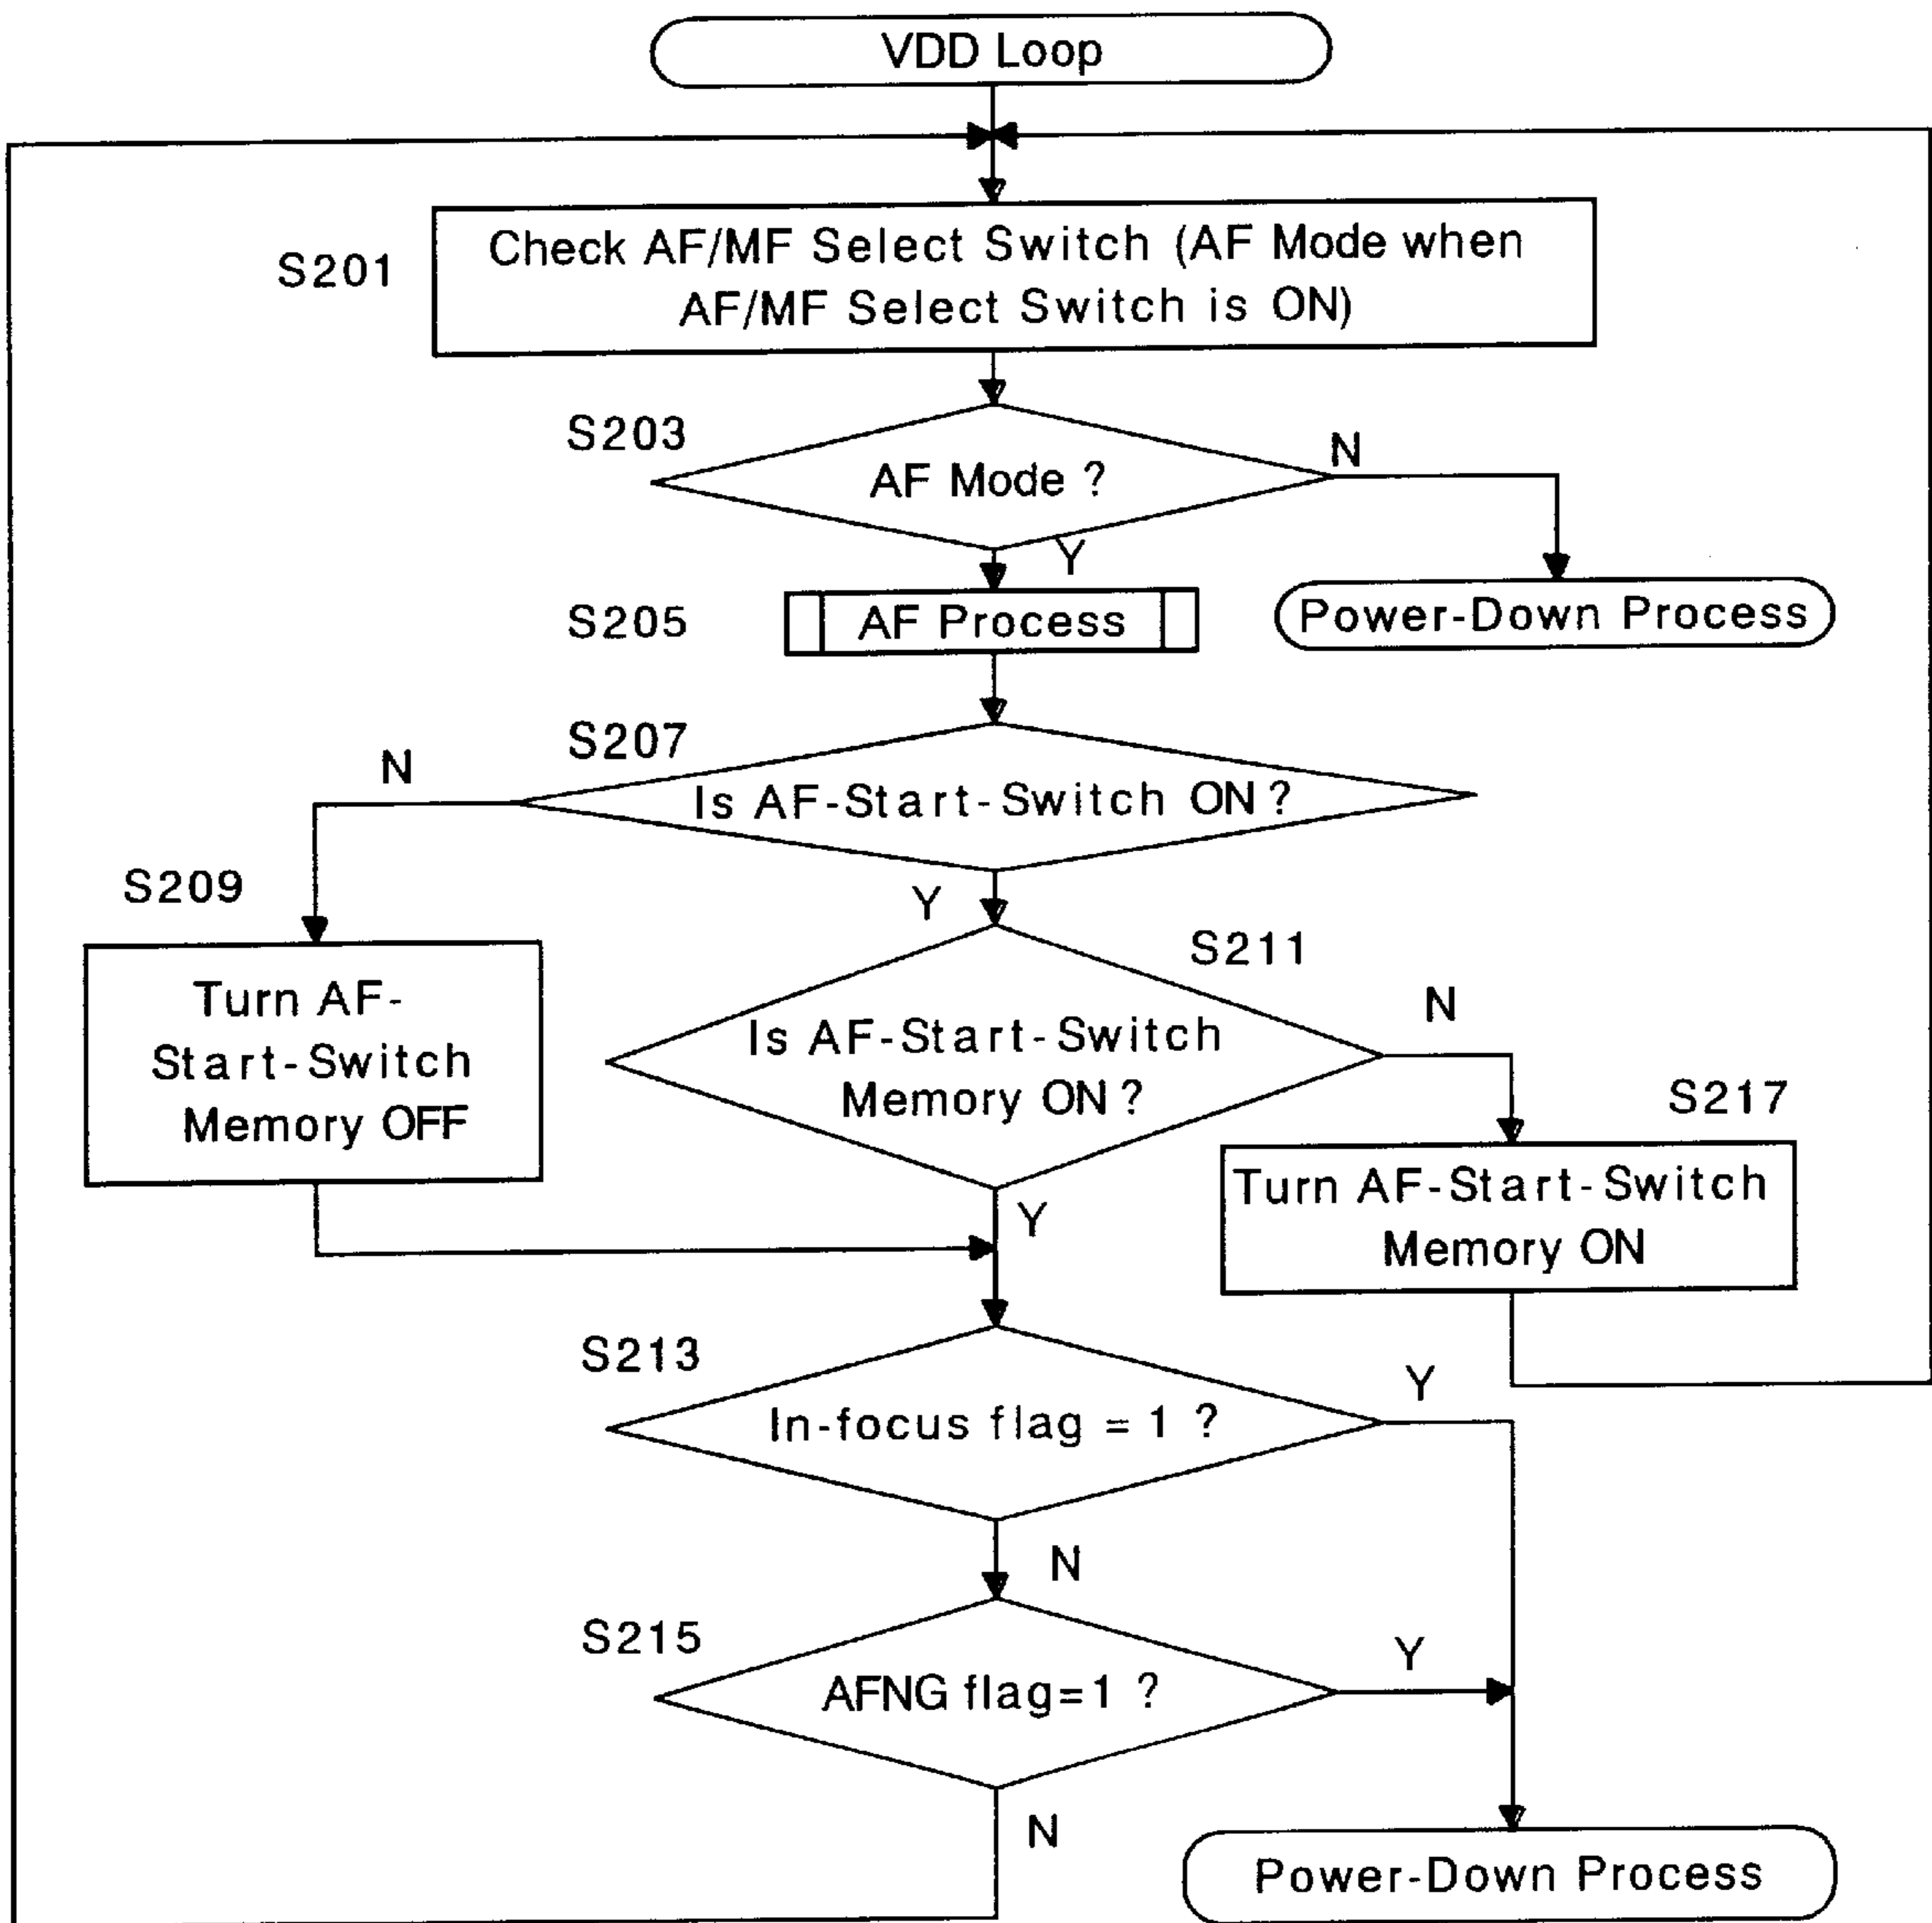 VDD Loop
S201
Check AF/MF Select Switch (AF Mode when
AF/MF Select Switch is ON)
S203
AF Mode ?
N
Y
S205
AF Process
Power-Down Process
S207
N
Is AF-Start-Switch ON ?
S209
Y
Turn AF-
Start-Switch
Memory OFF
S211
Is AF-Start-Switch
Memory ON ?
N
S217
Y
Turn AF-Start-Switch
Memory ON
S213
In-focus flag = 1 ?
Y
N
S215
AFNG flag=1 ?
Y
N
Power-Down Process